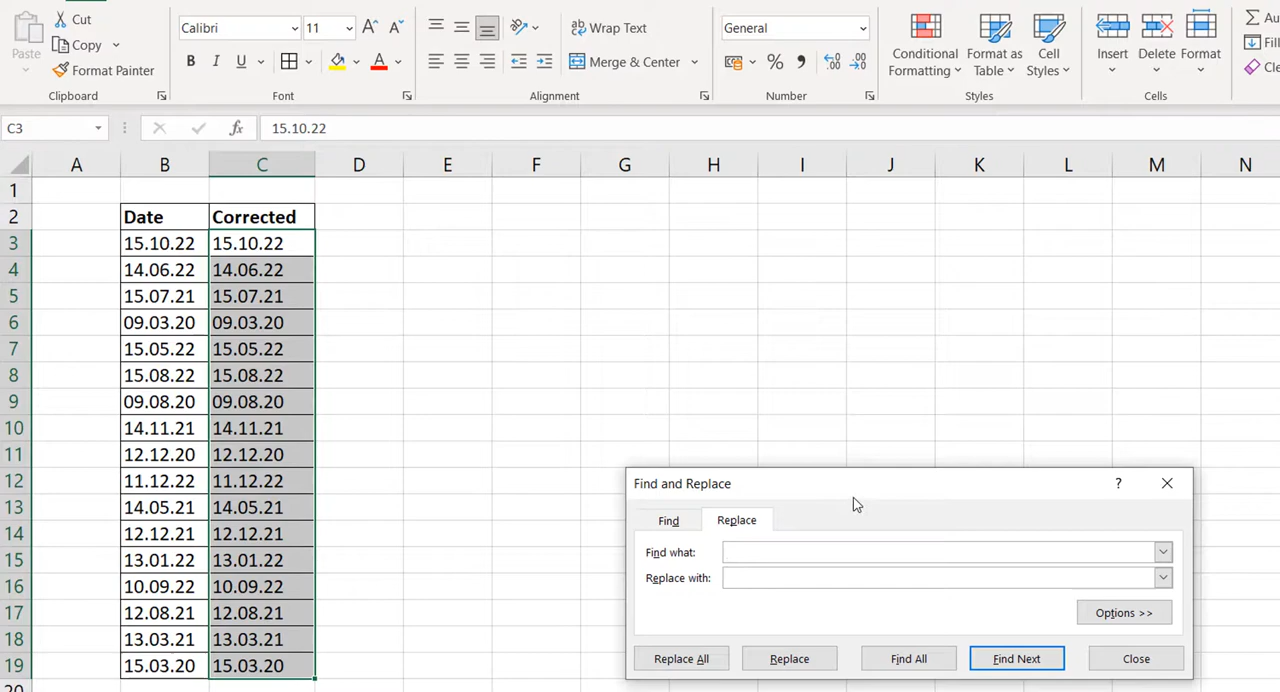 Cut
Copy
Format Painter
Paste
Clipboard
Calibri 11 A A
B I U A
Font
Wrap Text
Merge & Center
Alignment
General
% ,
Number
Conditional Formatting
Format as Table
Cell Styles
Styles
Insert Delete Format
Cells
C3 fx 15.10.22
A B C D E F G H I J K L M N
1
2 Date Corrected
3 15.10.22 15.10.22
4 14.06.22 14.06.22
5 15.07.21 15.07.21
6 09.03.20 09.03.20
7 15.05.22 15.05.22
8 15.08.22 15.08.22
9 09.08.20 09.08.20
10 14.11.21 14.11.21
11 12.12.20 12.12.20
12 11.12.22 11.12.22
13 14.05.21 14.05.21
14 12.12.21 12.12.21
15 13.01.22 13.01.22
16 10.09.22 10.09.22
17 12.08.21 12.08.21
18 13.03.21 13.03.21
19 15.03.20 15.03.20
20
Find and Replace ?
Find Replace
Find what:
Replace with:
Options >>
Replace All Replace Find All Find Next Close